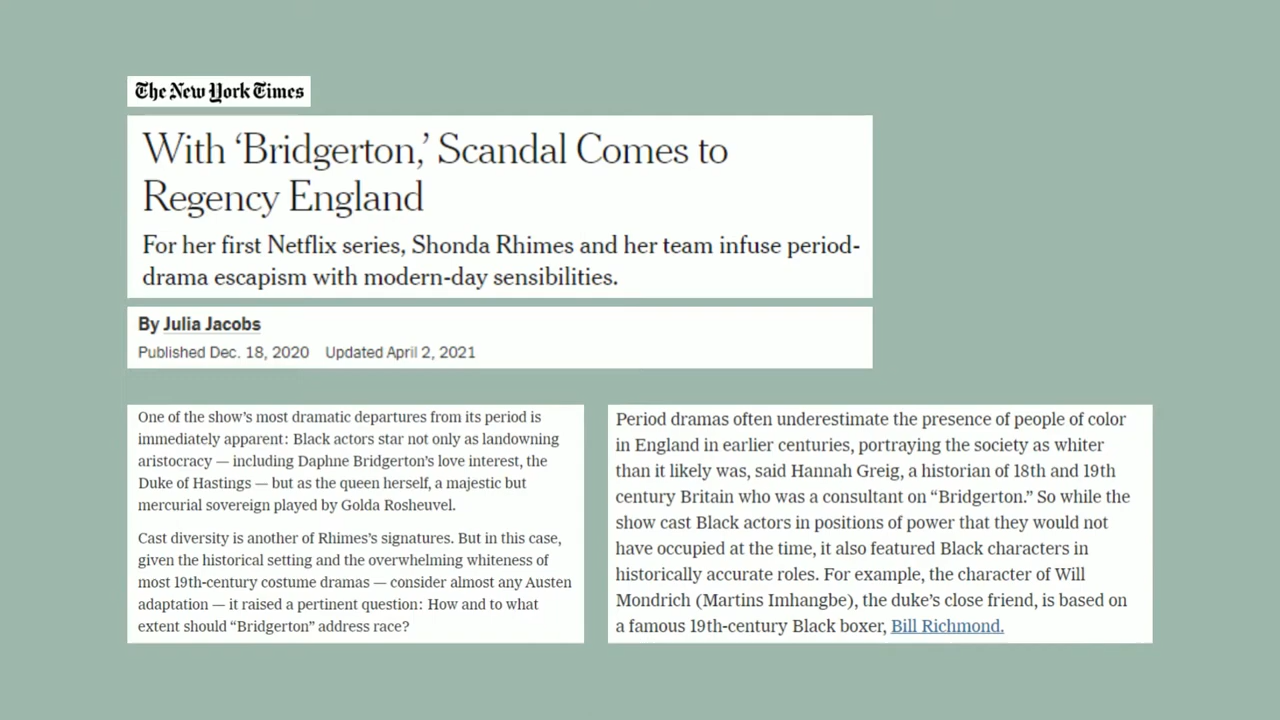 The New York Times
With ‘Bridgerton,’ Scandal Comes to
Regency England
For her first Netflix series, Shonda Rhimes and her team infuse period-
drama escapism with modern-day sensibilities.
By Julia Jacobs
Published Dec. 18, 2020 Updated April 2, 2021
One of the show’s most dramatic departures from its period is
immediately apparent: Black actors star not only as landowning
aristocracy — including Daphne Bridgerton’s love interest, the
Duke of Hastings — but as the queen herself, a majestic but
mercurial sovereign played by Golda Rosheuvel.
Cast diversity is another of Rhimes’s signatures. But in this case,
given the historical setting and the overwhelming whiteness of
most 19th-century costume dramas — consider almost any Austen
adaptation — it raised a pertinent question: How and to what
extent should “Bridgerton” address race?
Period dramas often underestimate the presence of people of color
in England in earlier centuries, portraying the society as whiter
than it likely was, said Hannah Greig, a historian of 18th and 19th
century Britain who was a consultant on “Bridgerton.” So while the
show cast Black actors in positions of power that they would not
have occupied at the time, it also featured Black characters in
historically accurate roles. For example, the character of Will
Mondrich (Martins Imhangbe), the duke’s close friend, is based on
a famous 19th-century Black boxer, Bill Richmond.